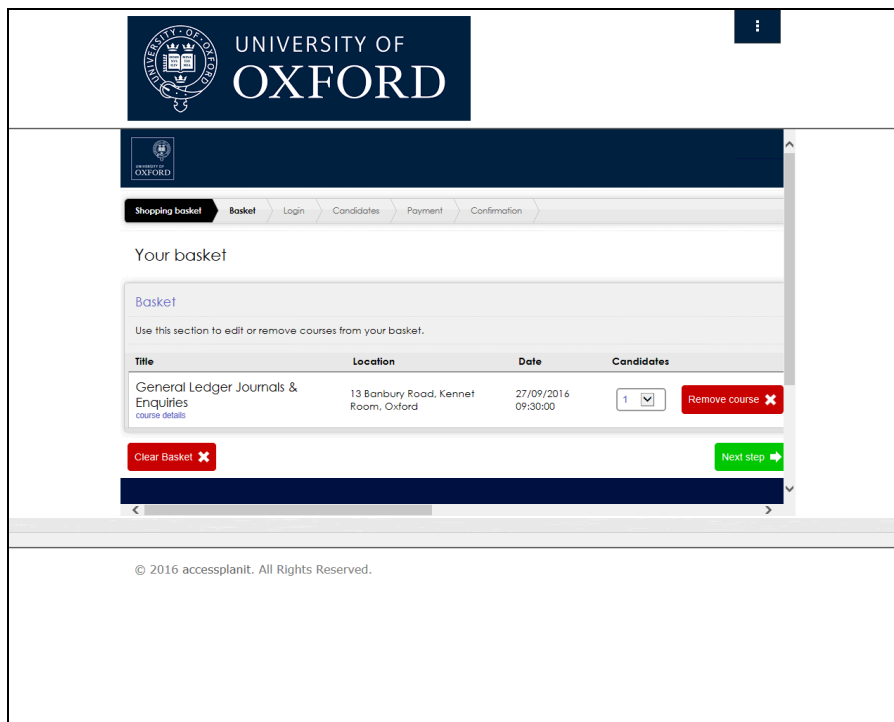 UNIVERSITY OF
OXFORD
UNIVERSITY OF
OXFORD
Shopping basket Basket Login Candidates Payment Confirmation
Your basket
Basket
Use this section to edit or remove courses from your basket.
Title Location Date Candidates
General Ledger Journals &
Enquiries
course details
13 Banbury Road, Kennet
Room, Oxford
27/09/2016
09:30:00
1
Remove course
Clear Basket
Next step
© 2016 accessplanit. All Rights Reserved.